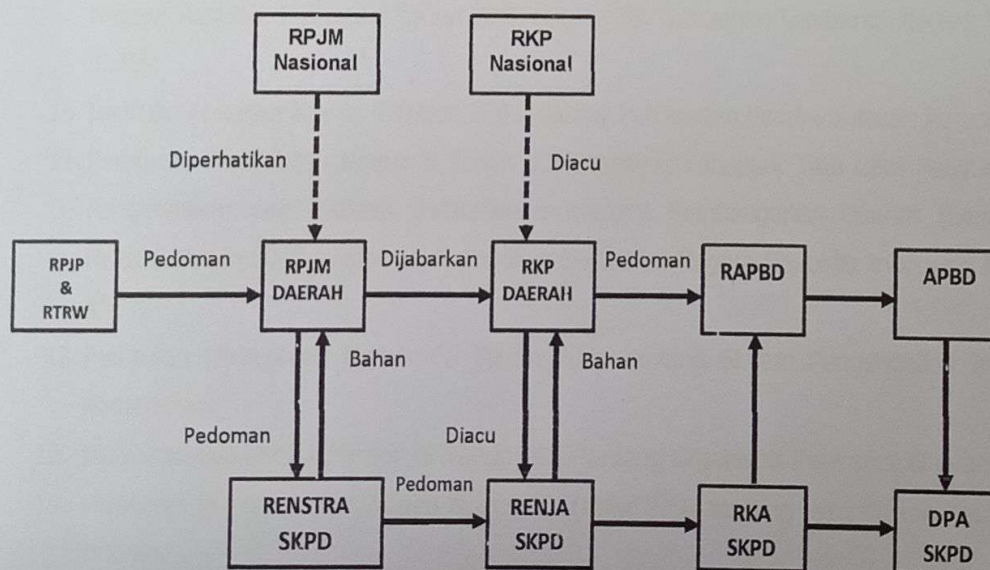 RPJM
Nasional
RKP
Nasional
Diperhatikan
Diacu
RPJP
&
RTRW
Pedoman
RPJM
DAERAH
Dijabarkan
RKP
DAERAH
Pedoman
RAPBD
APBD
Bahan
Bahan
Pedoman
Diacu
RENSTRA
SKPD
Pedoman
RENJA
SKPD
RKA
SKPD
DPA
SKPD